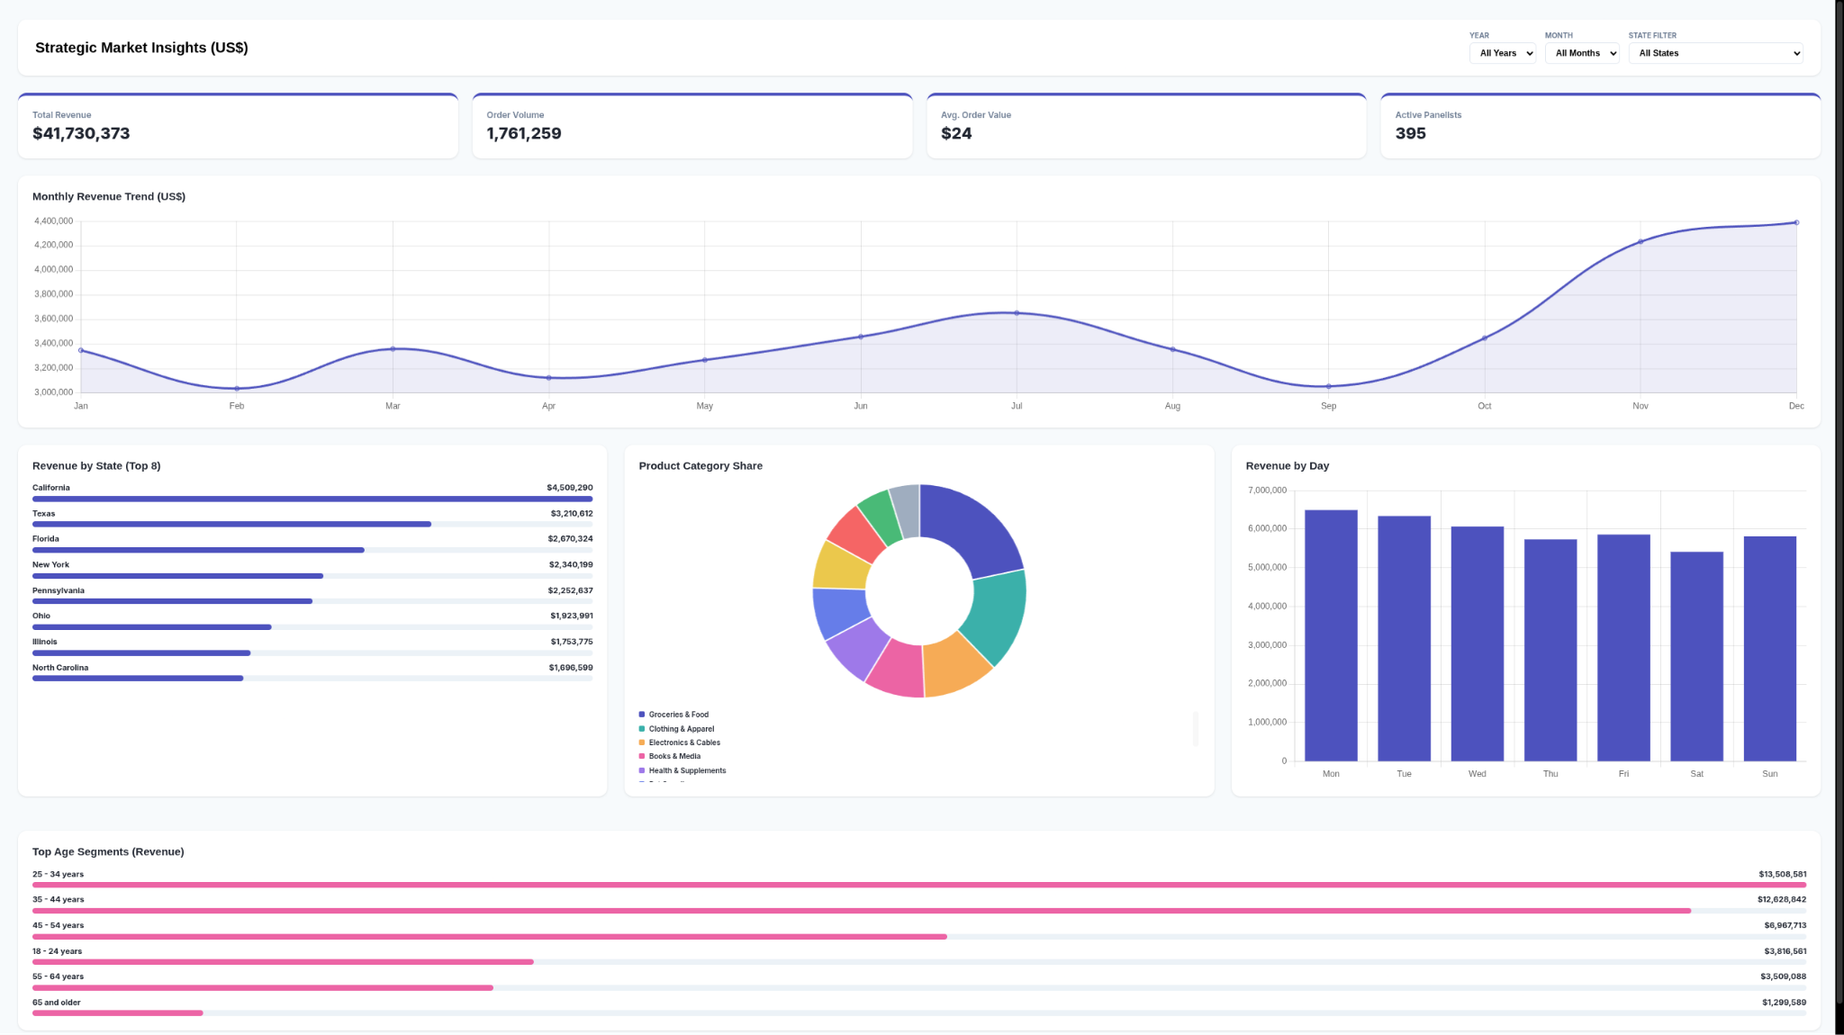 Strategic Market Insights (US$)
YEAR
All Years
MONTH
All Months
STATE FILTER
All States
Total Revenue
$41,730,373
Order Volume
1,761,259
Avg. Order Value
$24
Active Panelists
395
Monthly Revenue Trend (US$)
4,400,000
4,200,000
4,000,000
3,800,000
3,600,000
3,400,000
3,200,000
3,000,000
Jan Feb Mar Apr May Jun Jul Aug Sep Oct Nov Dec
Revenue by State (Top 8)
California $4,509,290
Texas $3,210,612
Florida $2,670,324
New York $2,340,199
Pennsylvania $2,252,637
Ohio $1,923,991
Illinois $1,753,775
North Carolina $1,696,599
Product Category Share
Groceries & Food
Clothing & Apparel
Electronics & Cables
Books & Media
Health & Supplements
Revenue by Day
7,000,000
6,000,000
5,000,000
4,000,000
3,000,000
2,000,000
1,000,000
0
Mon Tue Wed Thu Fri Sat Sun
Top Age Segments (Revenue)
25 - 34 years $13,508,581
35 - 44 years $12,628,842
45 - 54 years $6,967,713
18 - 24 years $3,816,561
55 - 64 years $3,509,088
65 and older $1,299,589